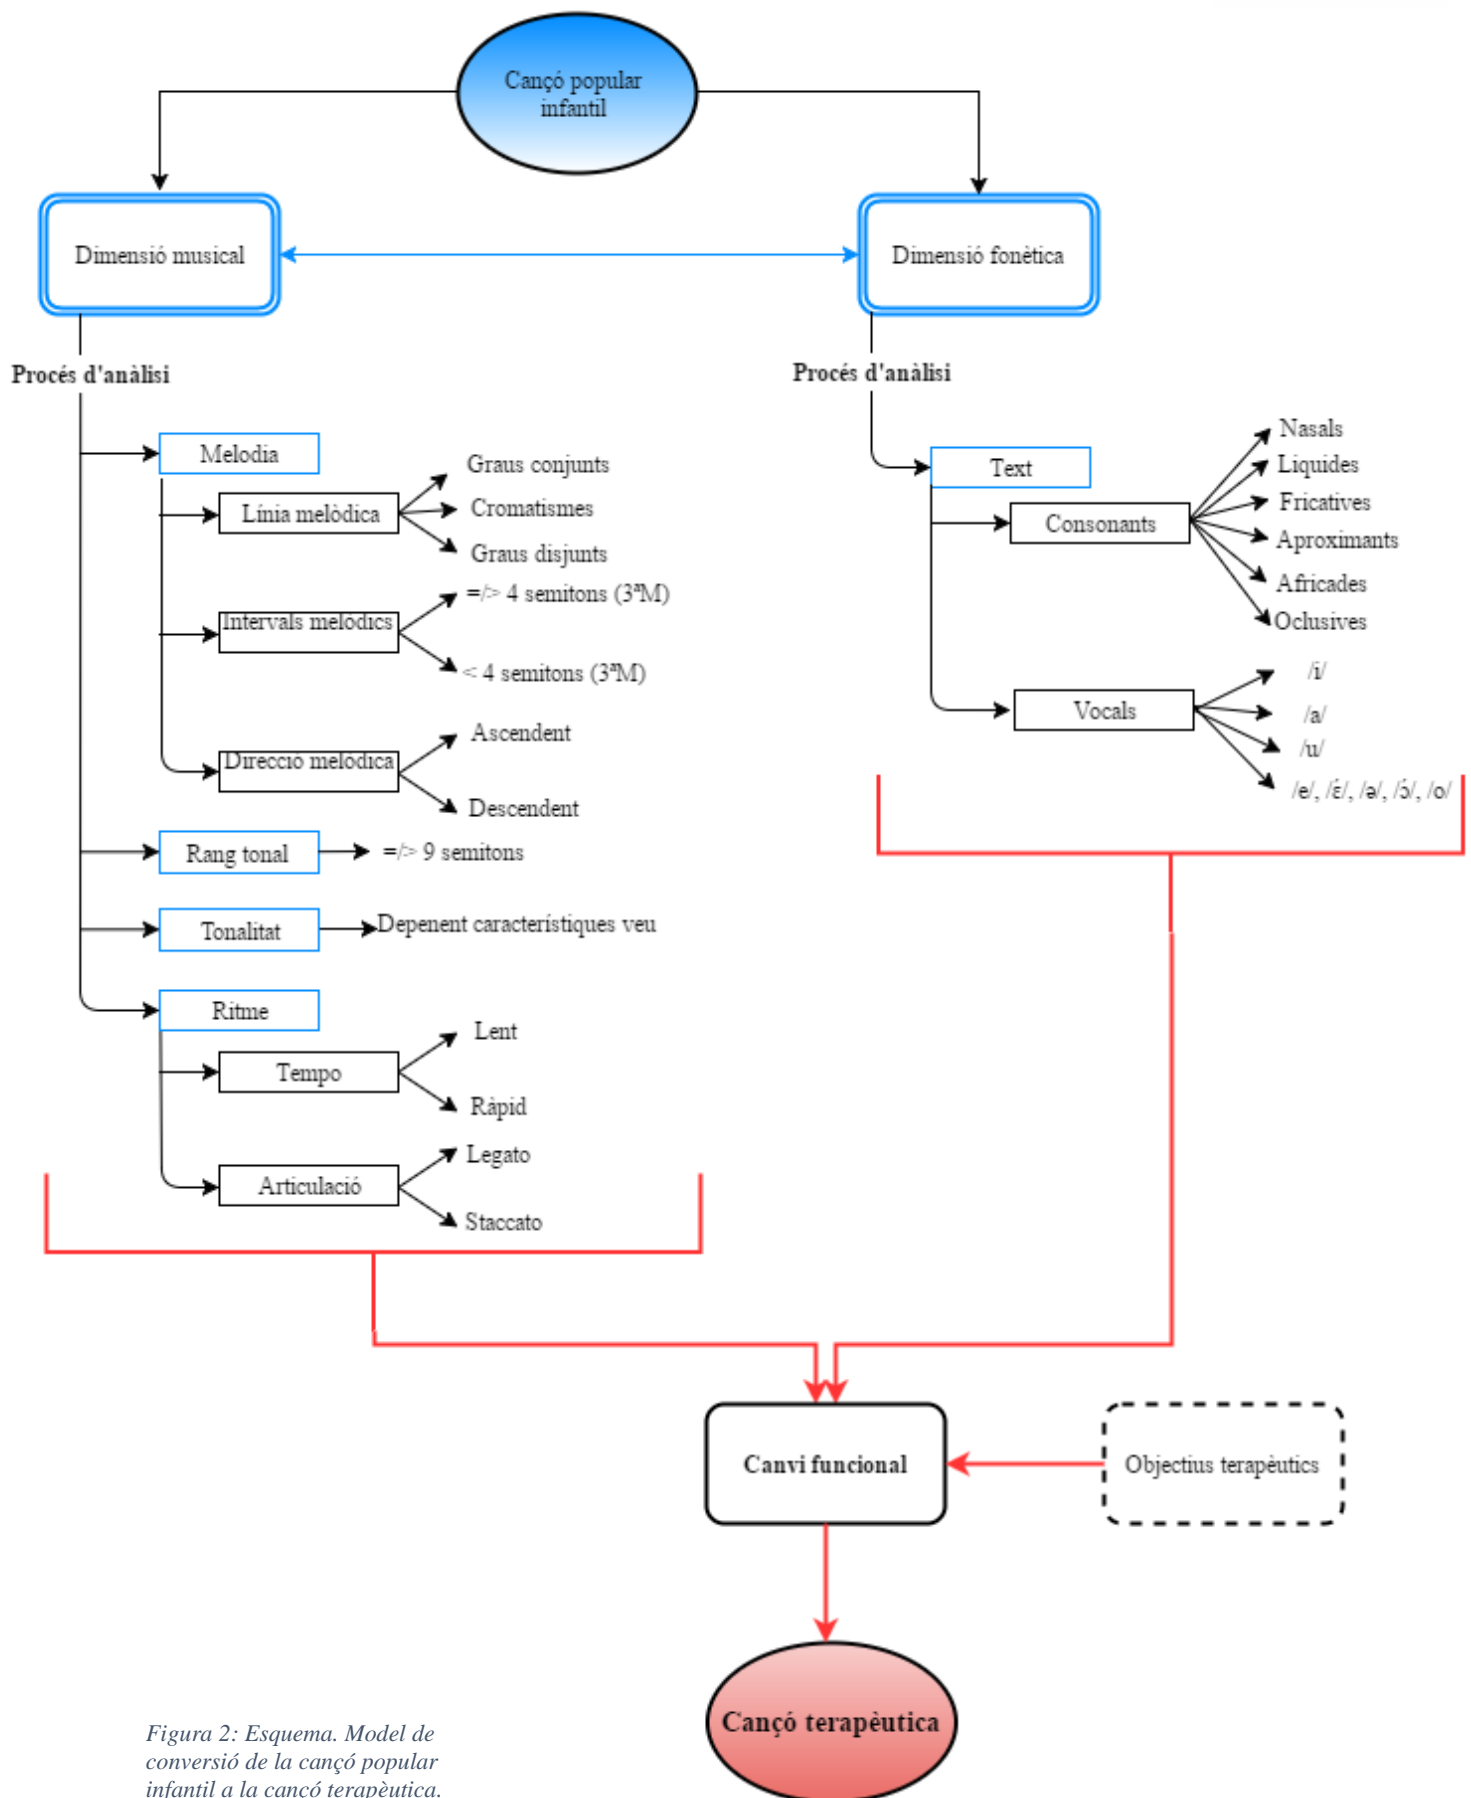 Cançó popular
infantil
Dimensió musical
Dimensió fonètica
Procés d'anàlisi
Melodia
Línia melòdica
Graus conjunts
Cromatismes
Graus disjunts
Intervals melòdics
=/> 4 semitons (3ªM)
< 4 semitons (3ªM)
Direcció melòdica
Ascendent
Descendent
Rang tonal
=/> 9 semitons
Tonalitat
Depenent característiques veu
Ritme
Tempo
Lent
Ràpid
Articulació
Legato
Staccato
Procés d'anàlisi
Text
Consonants
Nasals
Liquides
Fricatives
Aproximants
Africades
Oclusives
Vocals
/i/
/a/
/u/
/e/, /ɛ́/, /ə/, /ɔ́/, /o/
Canvi funcional
Objectius terapèutics
Cançó terapèutica
Figura 2: Esquema. Model de
conversió de la cançó popular
infantil a la cançó terapèutica.